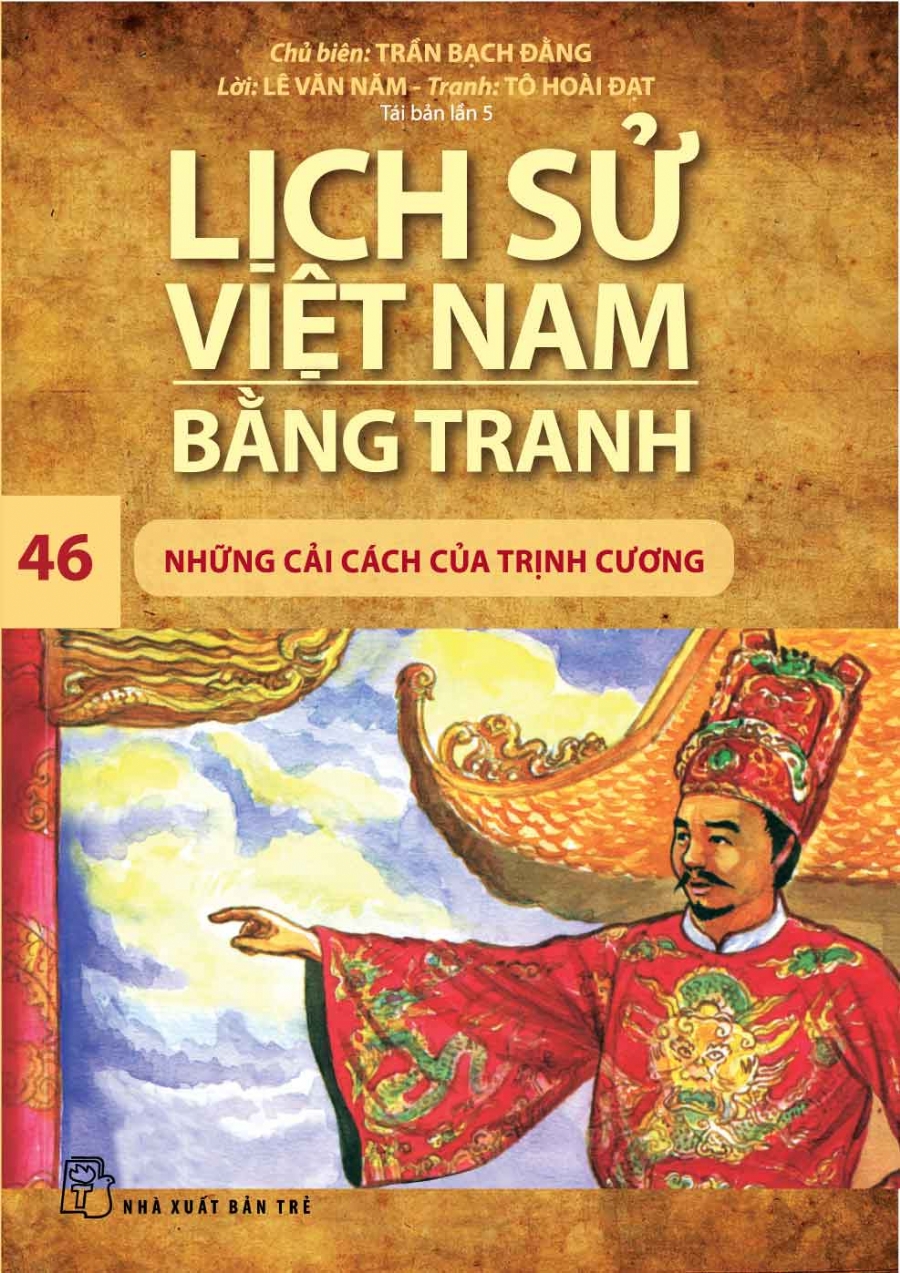 Chủ biên: TRẦN BẠCH ĐẰNG
Lời: LÊ VĂN NĂM - Tranh: TÔ HOÀI ĐẠT
Tái bản lần 5
LỊCH SỬ
VIỆT NAM
BẰNG TRANH
46
NHỮNG CẢI CÁCH CỦA TRỊNH CƯƠNG
T
NHÀ XUẤT BẢN TRẺ